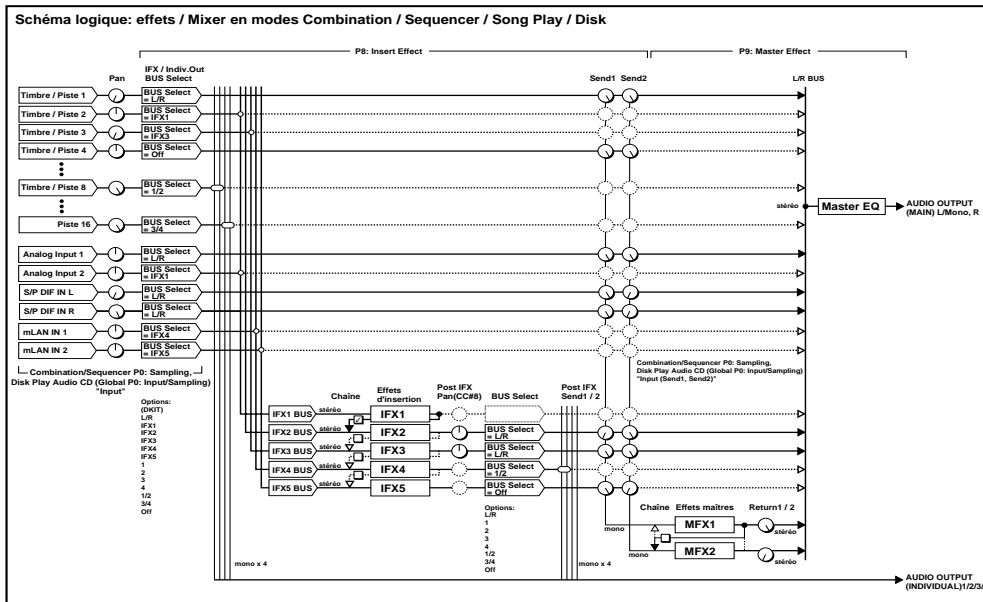 Schéma logique: effets / Mixer en modes Combination / Sequencer / Song Play / Disk
P8: Insert Effect
P9: Master Effect
Pan
IFX / Indiv.Out
BUS Select
Send1 Send2
L/R BUS
Timbre / Piste 1
BUS Select
= L/R
Timbre / Piste 2
BUS Select
= IFX1
Timbre / Piste 3
BUS Select
= IFX3
Timbre / Piste 4
BUS Select
= Off
Timbre / Piste 8
BUS Select
= 1/2
Piste 16
BUS Select
= 3/4
stéréo
Master EQ
AUDIO OUTPUT
(MAIN) L/Mono, R
Analog Input 1
BUS Select
= L/R
Analog Input 2
BUS Select
= IFX1
S/P DIF IN L
BUS Select
= L/R
S/P DIF IN R
BUS Select
= L/R
mLAN IN 1
BUS Select
= IFX4
mLAN IN 2
BUS Select
= IFX5
Combination/Sequencer P0: Sampling,
Disk Play Audio CD (Global P0: Input/Sampling)
"Input"
Combination/Sequencer P0: Sampling,
Disk Play Audio CD (Global P0: Input/Sampling)
"Input (Send1, Send2)"
Options:
(DKIT)
L/R
IFX1
IFX2
IFX3
IFX4
IFX5
1
2
3
4
1/2
3/4
Off
Chaîne
Effets
d'insertion
Post IFX
Pan(CC#8)
BUS Select
Post IFX
Send1 / 2
IFX1 BUS
stéréo
IFX1
IFX2 BUS
stéréo
IFX2
BUS Select
= L/R
IFX3 BUS
stéréo
IFX3
BUS Select
= L/R
IFX4 BUS
stéréo
IFX4
BUS Select
= 1/2
IFX5 BUS
stéréo
IFX5
BUS Select
= Off
Options:
L/R
1
2
3
4
1/2
3/4
Off
Chaîne
Effets maîtres
Return1 / 2
mono
MFX1
stéréo
mono
MFX2
stéréo
mono x 4
mono x 4
AUDIO OUTPUT
(INDIVIDUAL)1/2/3/